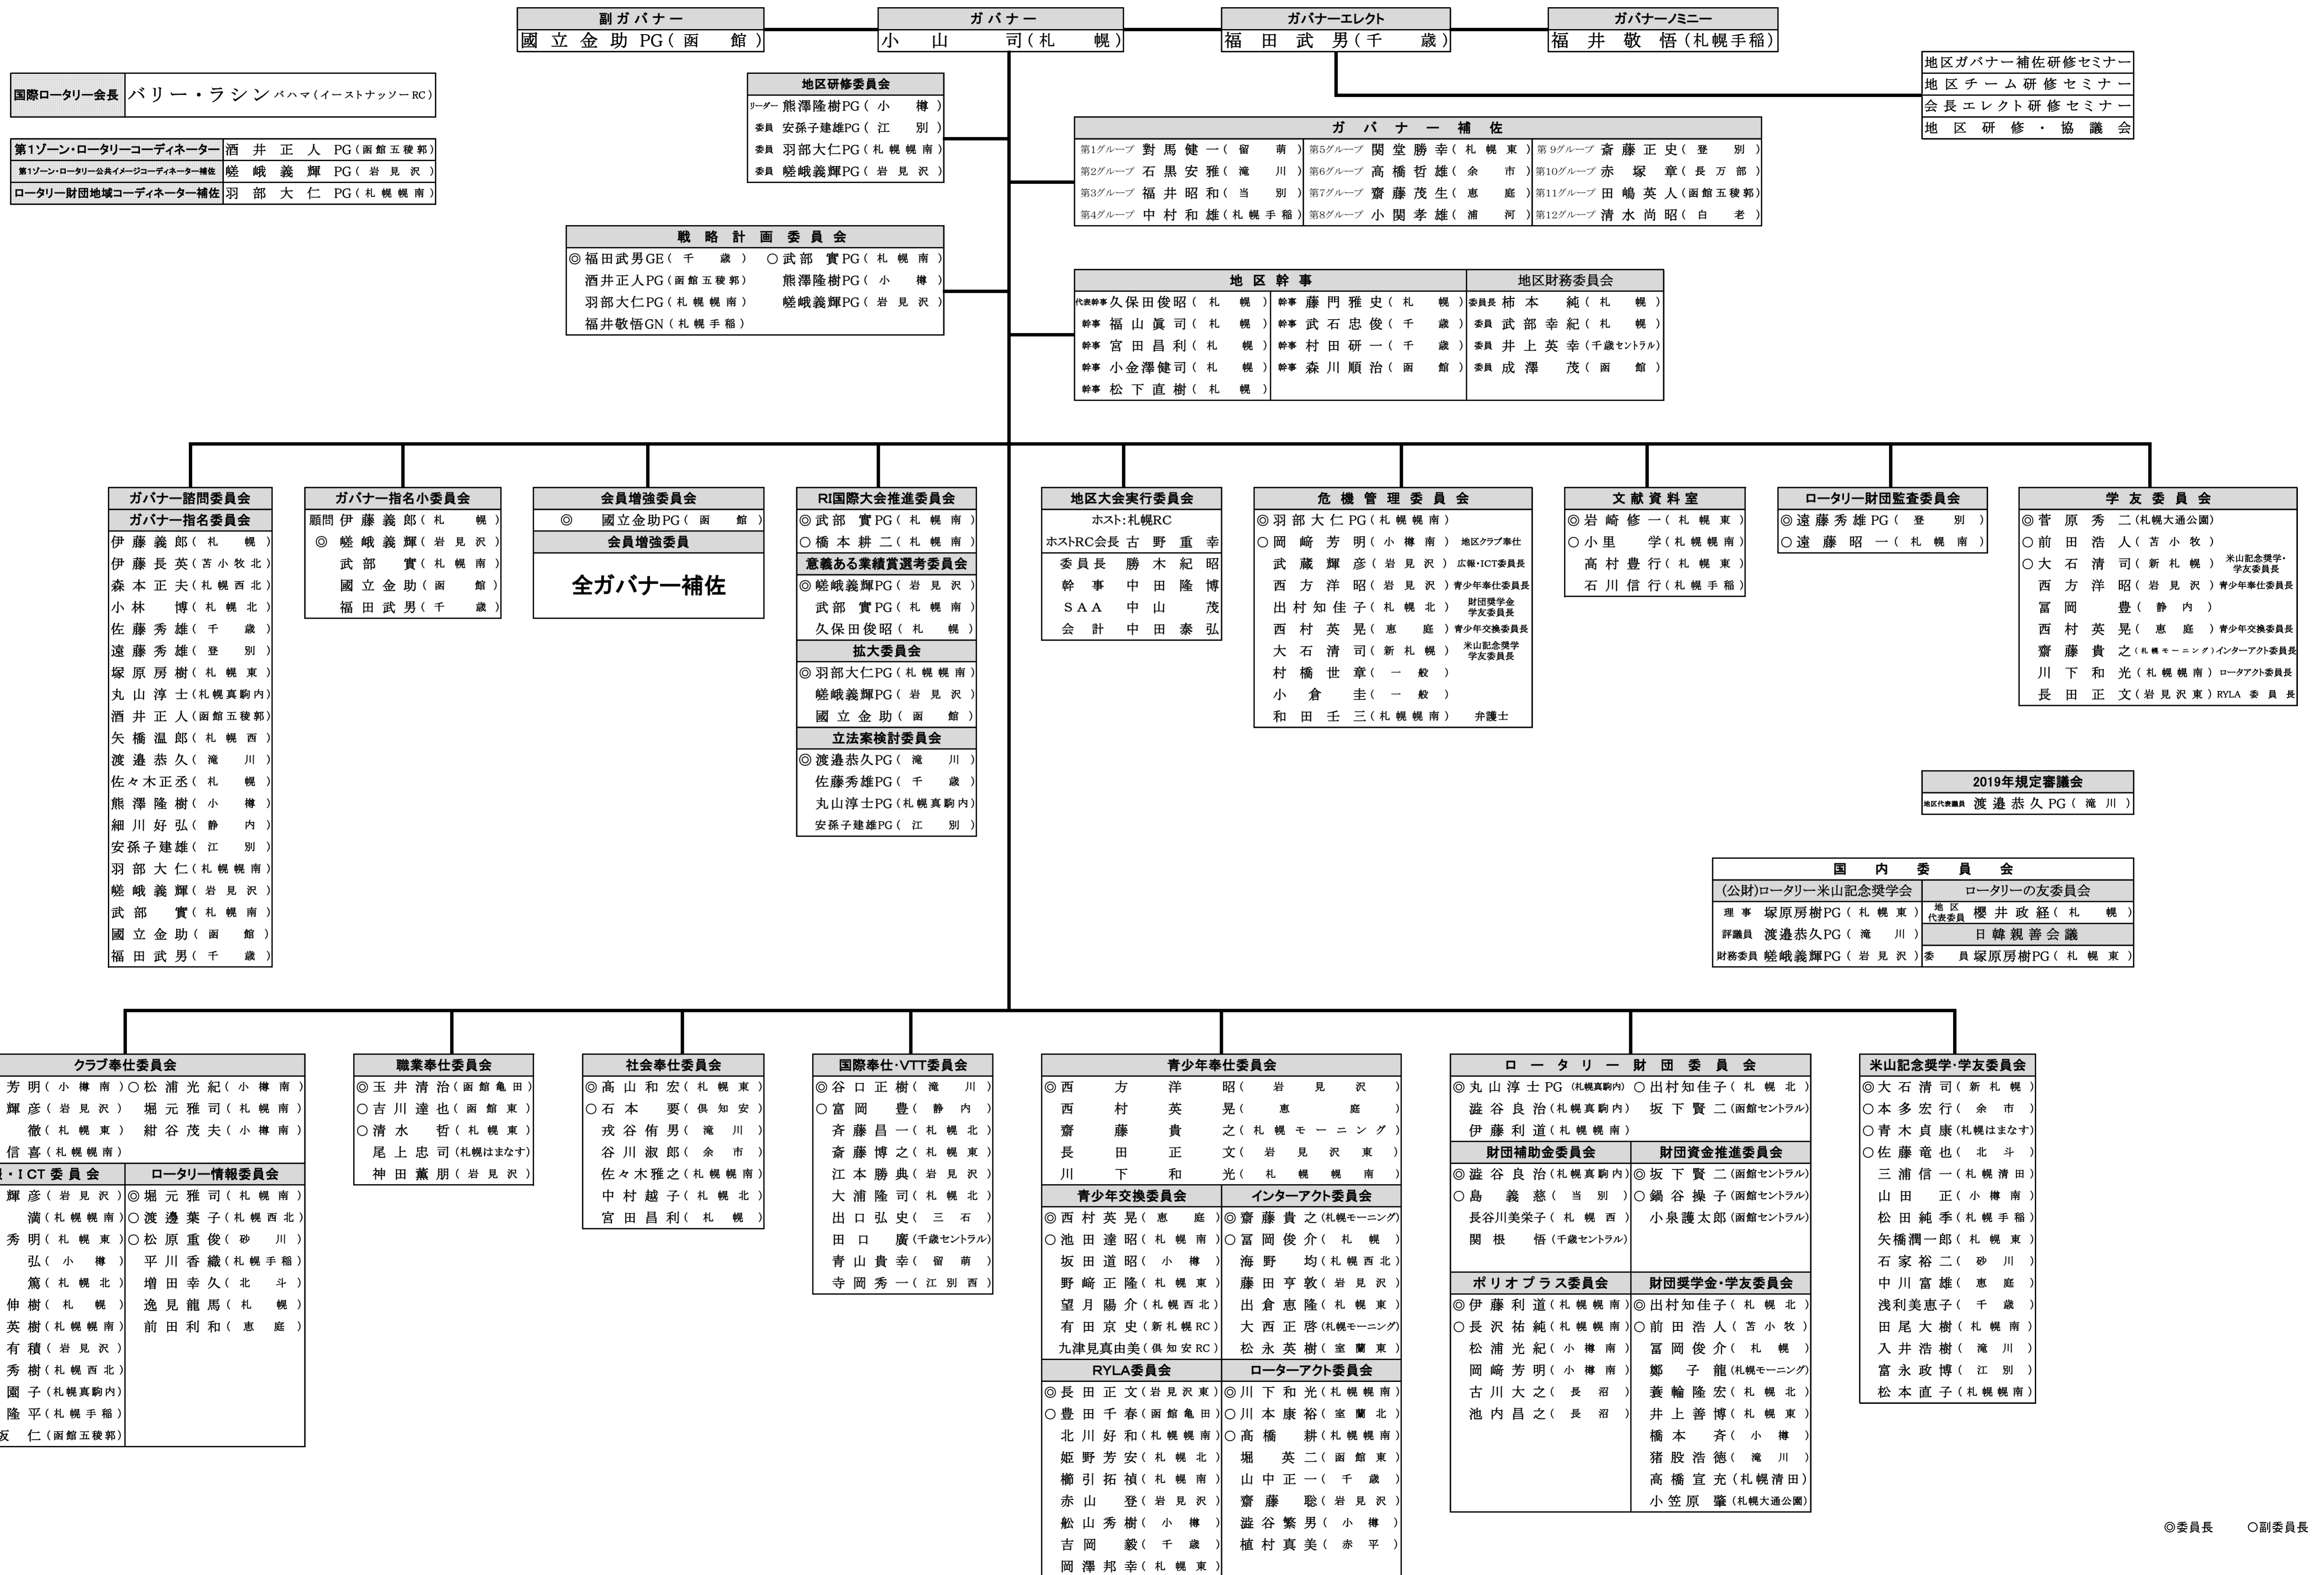 副ガバナー
國立金助PG(函館)
ガバナー
小山司(札幌)
ガバナーエレクト
福田武男(千歳)
ガバナーノミニー
福井敬悟(札幌手稲)
地区ガバナー補佐研修セミナー
地区チーム研修セミナー
会長エレクト研修セミナー
地区研修・協議会
国際ロータリー会長 バリー・ラシン バハマ(イーストナッソーRC)
第1ゾーン・ロータリーコーディネーター 酒井正人PG(函館五稜郭)
第1ゾーン・ロータリー公共イメージコーディネーター補佐 嵯峨義輝PG(岩見沢)
ロータリー財団地域コーディネーター補佐 羽部大仁PG(札幌幌南)
地区研修委員会
リーダー 熊澤隆樹PG(小樽)
委員 安孫子建雄PG(江別)
委員 羽部大仁PG(札幌幌南)
委員 嵯峨義輝PG(岩見沢)
ガバナー補佐
第1グループ 對馬健一(留萌) 第5グループ 関堂勝幸(札幌東) 第9グループ 斎藤正史(登別)
第2グループ 石黒安雅(滝川) 第6グループ 高橋哲雄(余市) 第10グループ 赤塚章(長万部)
第3グループ 福井昭和(当別) 第7グループ 齋藤茂生(恵庭) 第11グループ 田嶋英人(函館五稜郭)
第4グループ 中村和雄(札幌手稲) 第8グループ 小関孝雄(浦河) 第12グループ 清水尚昭(白老)
戦略計画委員会
◎福田武男GE(千歳) ○武部實PG(札幌南)
酒井正人PG(函館五稜郭) 熊澤隆樹PG(小樽)
羽部大仁PG(札幌幌南) 嵯峨義輝PG(岩見沢)
福井敬悟GN(札幌手稲)
地区幹事 地区財務委員会
代表幹事 久保田俊昭(札幌) 幹事 藤門雅史(札幌) 委員長 柿本純(札幌)
幹事 福山眞司(札幌) 幹事 武石忠俊(千歳) 委員 武部幸紀(札幌)
幹事 宮田昌利(札幌) 幹事 村田研一(千歳) 委員 井上英幸(千歳セントラル)
幹事 小金澤健司(札幌) 幹事 森川順治(函館) 委員 成澤茂(函館)
幹事 松下直樹(札幌)
ガバナー諮問委員会
ガバナー指名委員会
伊藤義郎(札幌)
伊藤長英(苫小牧北)
森本正夫(札幌西北)
小林博(札幌北)
佐藤秀雄(千歳)
遠藤秀雄(登別)
塚原房樹(札幌東)
丸山淳士(札幌真駒内)
酒井正人(函館五稜郭)
矢橋温郎(札幌西)
渡邉恭久(滝川)
佐々木正丞(札幌)
熊澤隆樹(小樽)
細川好弘(静内)
安孫子建雄(江別)
羽部大仁(札幌幌南)
嵯峨義輝(岩見沢)
武部實(札幌南)
國立金助(函館)
福田武男(千歳)
ガバナー指名小委員会
顧問 伊藤義郎(札幌)
◎ 嵯峨義輝(岩見沢)
武部實(札幌南)
國立金助(函館)
福田武男(千歳)
会員増強委員会
◎ 國立金助PG(函館)
会員増強委員
全ガバナー補佐
RI国際大会推進委員会
◎武部實PG(札幌南)
○橋本耕二(札幌南)
意義ある業績賞選考委員会
◎嵯峨義輝PG(岩見沢)
武部實PG(札幌南)
久保田俊昭(札幌)
拡大委員会
◎羽部大仁PG(札幌幌南)
嵯峨義輝PG(岩見沢)
國立金助(函館)
立法案検討委員会
◎渡邉恭久PG(滝川)
佐藤秀雄PG(千歳)
丸山淳士PG(札幌真駒内)
安孫子建雄PG(江別)
地区大会実行委員会
ホスト:札幌RC
ホストRC会長 古野重幸
委員長 勝木紀昭
幹事 中田隆博
SAA 中山茂
会計 中田泰弘
危機管理委員会
◎羽部大仁PG(札幌幌南)
○岡﨑芳明(小樽南) 地区クラブ奉仕
武蔵輝彦(岩見沢) 広報・ICT委員長
西方洋昭(岩見沢) 青少年奉仕委員長
出村知佳子(札幌北) 財団奨学金学友委員長
西村英晃(恵庭) 青少年交換委員長
大石清司(新札幌) 米山記念奨学学友委員長
村橋世章(一般)
小倉圭(一般)
和田壬三(札幌幌南) 弁護士
文献資料室
◎岩崎修一(札幌東)
○小里学(札幌幌南)
髙村豊行(札幌東)
石川信行(札幌手稲)
ロータリー財団監査委員会
◎遠藤秀雄PG(登別)
○遠藤昭一(札幌南)
学友委員会
◎菅原秀二(札幌大通公園)
○前田浩人(苫小牧)
○大石清司(新札幌) 米山記念奨学・学友委員長
西方洋昭(岩見沢) 青少年奉仕委員長
冨岡豊(静内)
西村英晃(恵庭) 青少年交換委員長
齋藤貴之(札幌モーニング) インターアクト委員長
川下和光(札幌幌南) ロータアクト委員長
長田正文(岩見沢東) RYLA委員長
2019年規定審議会
地区代表議員 渡邉恭久PG(滝川)
国内委員会
(公財)ロータリー米山記念奨学会 ロータリーの友委員会
理事 塚原房樹PG(札幌東) 地区代表委員 櫻井政経(札幌)
評議員 渡邉恭久PG(滝川) 日韓親善会議
財務委員 嵯峨義輝PG(岩見沢) 委員 塚原房樹PG(札幌東)
クラブ奉仕委員会
芳明(小樽南) ○松浦光紀(小樽南)
輝彦(岩見沢) 堀元雅司(札幌南)
徹(札幌東) 紺谷茂夫(小樽南)
信喜(札幌幌南)
・ICT委員会 ロータリー情報委員会
輝彦(岩見沢) ◎堀元雅司(札幌南)
満(札幌幌南) ○渡邊葉子(札幌西北)
秀明(札幌東) ○松原重俊(砂川)
弘(小樽) 平川香織(札幌手稲)
篤(札幌北) 増田幸久(北斗)
伸樹(札幌) 逸見龍馬(札幌)
英樹(札幌幌南) 前田利和(恵庭)
有積(岩見沢)
秀樹(札幌西北)
園子(札幌真駒内)
隆平(札幌手稲)
仁(函館五稜郭)
職業奉仕委員会
◎玉井清治(函館亀田)
○吉川達也(函館東)
○清水哲(札幌東)
尾上忠司(札幌はまなす)
神田薫朋(岩見沢)
社会奉仕委員会
◎髙山和宏(札幌東)
○石本要(倶知安)
戎谷侑男(滝川)
谷川淑郎(余市)
佐々木雅之(札幌幌南)
中村越子(札幌北)
宮田昌利(札幌)
国際奉仕・VTT委員会
◎谷口正樹(滝川)
○富岡豊(静内)
斉藤昌一(札幌北)
斎藤博之(札幌東)
江本勝典(岩見沢)
大浦隆司(札幌北)
出口弘史(三石)
田口廣(千歳セントラル)
青山貴幸(留萌)
寺岡秀一(江別西)
青少年奉仕委員会
◎西方洋昭(岩見沢)
西村英晃(恵庭)
齋藤貴之(札幌モーニング)
長田正文(岩見沢東)
川下和光(札幌幌南)
青少年交換委員会 インターアクト委員会
◎西村英晃(恵庭) ◎齋藤貴之(札幌モーニング)
○池田達昭(札幌南) ○冨岡俊介(札幌)
坂田道昭(小樽) 海野均(札幌西北)
野﨑正隆(札幌東) 藤田亨敦(岩見沢)
望月陽介(札幌西北) 出倉恵隆(札幌東)
有田京史(新札幌RC) 大西正啓(札幌モーニング)
九津見真由美(倶知安RC) 松永英樹(室蘭東)
RYLA委員会 ローターアクト委員会
◎長田正文(岩見沢東) ◎川下和光(札幌幌南)
○豊田千春(函館亀田) ○川本康裕(室蘭北)
北川好和(札幌幌南) ○髙橋耕(札幌幌南)
姫野芳安(札幌北) 堀英二(函館東)
櫛引拓禎(札幌南) 山中正一(千歳)
赤山登(岩見沢) 齋藤聡(岩見沢)
舩山秀樹(小樽) 澁谷繁男(小樽)
吉岡毅(千歳) 植村真美(赤平)
岡澤邦幸(札幌東)
ロータリー財団委員会
◎丸山淳士PG(札幌真駒内) ○出村知佳子(札幌北)
澁谷良治(札幌真駒内) 坂下賢二(函館セントラル)
伊藤利道(札幌幌南)
財団補助金委員会 財団資金推進委員会
◎澁谷良治(札幌真駒内) ◎坂下賢二(函館セントラル)
○島義慈(当別) ○鍋谷操子(函館セントラル)
長谷川美栄子(札幌西) 小泉護太郎(函館セントラル)
関根悟(千歳セントラル)
ポリオプラス委員会 財団奨学金・学友委員会
◎伊藤利道(札幌幌南) ◎出村知佳子(札幌北)
○長沢祐純(札幌幌南) ○前田浩人(苫小牧)
松浦光紀(小樽南) 冨岡俊介(札幌)
岡﨑芳明(小樽南) 鄭子龍(札幌モーニング)
古川大之(長沼) 蓑輪隆宏(札幌北)
池内昌之(長沼) 井上善博(札幌東)
橋本斉(小樽)
猪股浩徳(滝川)
高橋宣充(札幌清田)
小笠原肇(札幌大通公園)
米山記念奨学・学友委員会
◎大石清司(新札幌)
○本多宏行(余市)
○青木貞康(札幌はまなす)
○佐藤竜也(北斗)
三浦信一(札幌清田)
山田正(小樽南)
松田純季(札幌手稲)
矢橋潤一郎(札幌東)
石家裕二(砂川)
中川富雄(恵庭)
浅利美恵子(千歳)
田尾大樹(札幌南)
入井浩樹(滝川)
富永政博(江別)
松本直子(札幌幌南)
◎委員長 ○副委員長